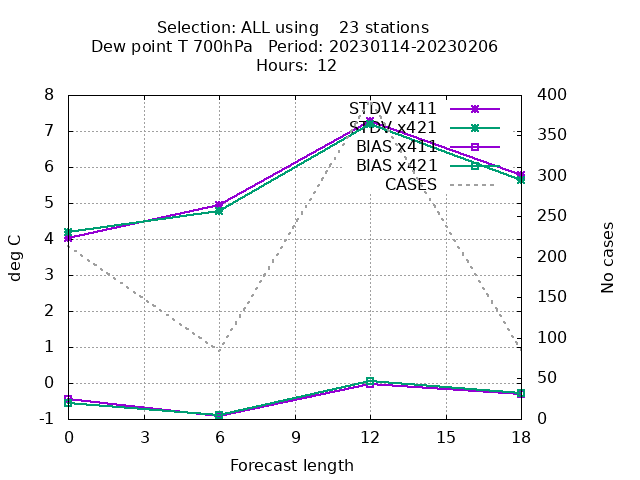 Selection: ALL using    23 stations
Dew point T 700hPa   Period: 20230114-20230206
Hours: 12
8
7
6
5
4
3
2
1
0
-1
400
350
300
250
200
150
100
50
0
STDV x411
STDV x421
BIAS x411
BIAS x421
CASES
deg C
No cases
0 3 6 9 12 15 18
Forecast length